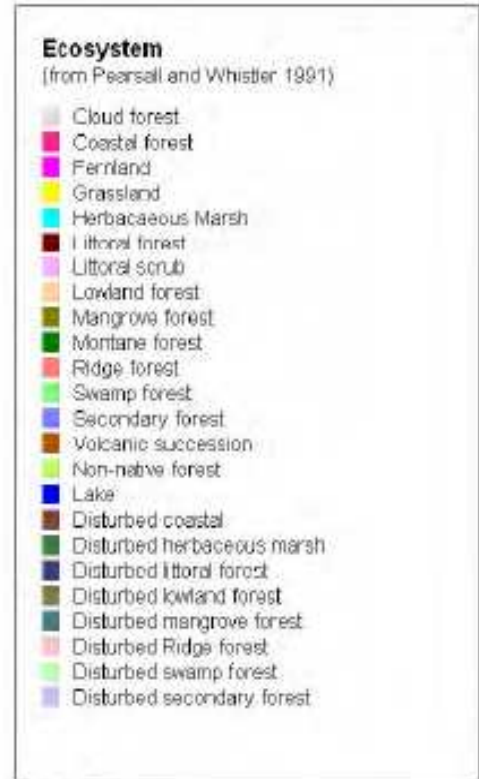 Ecosystem
(from Pearsall and Whistler 1991)
Cloud forest
Coastal forest
Fernland
Grassland
Herbacaeous Marsh
Littoral forest
Littoral scrub
Lowland forest
Mangrove forest
Montane forest
Ridge forest
Swamp forest
Secondary forest
Volcanic succession
Non-native forest
Lake
Disturbed coastal
Disturbed herbaceous marsh
Disturbed littoral forest
Disturbed lowland forest
Disturbed mangrove forest
Disturbed Ridge forest
Disturbed swamp forest
Disturbed secondary forest